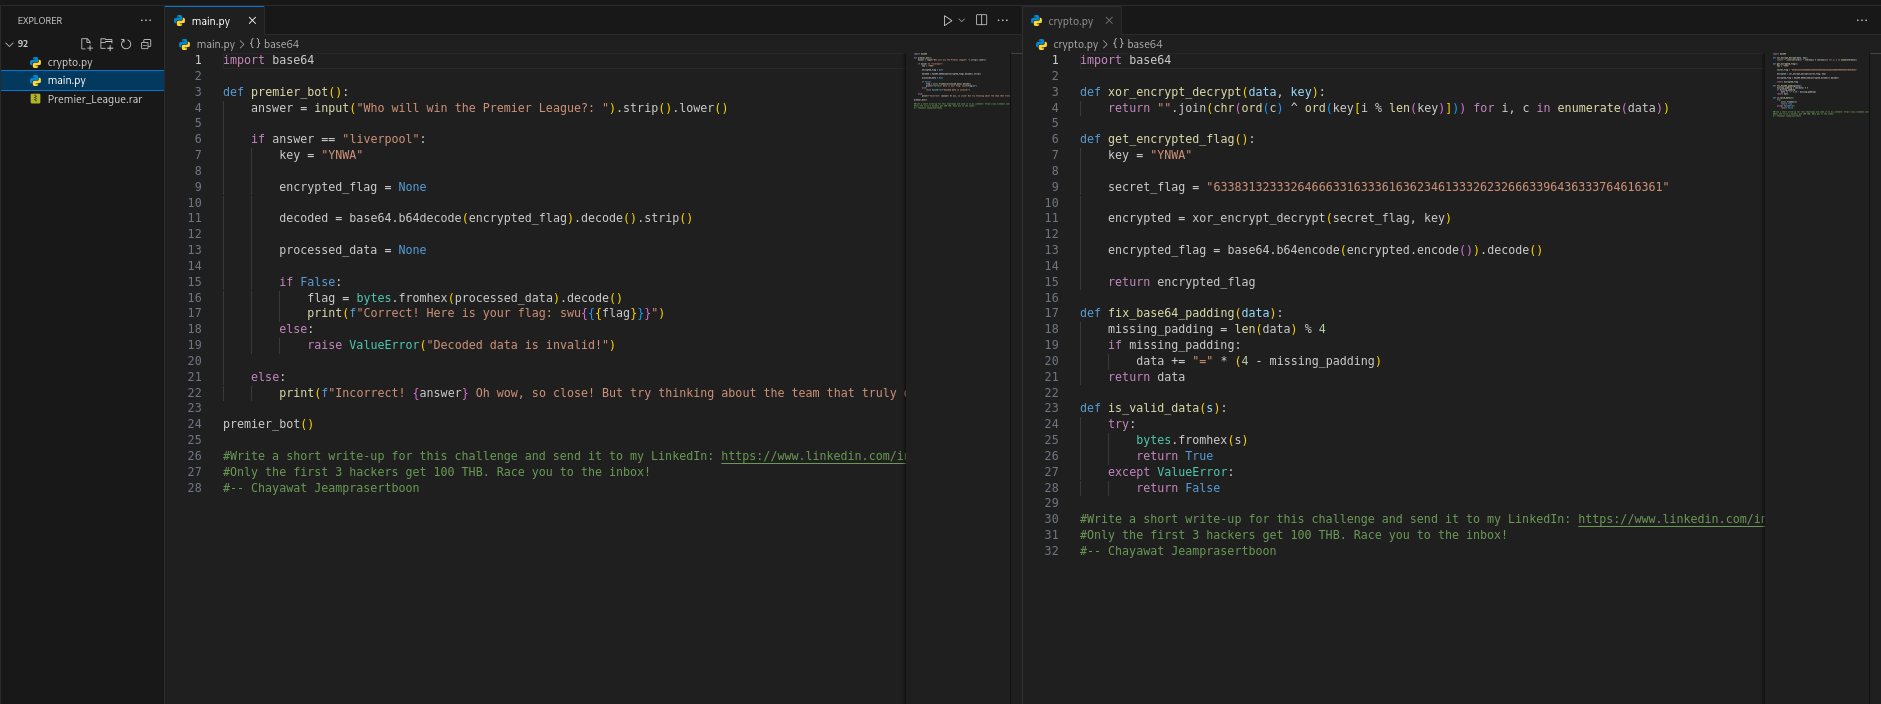 EXPLORER
92
crypto.py
main.py
Premier_League.rar
main.py
main.py > {} base64
1 import base64
2
3 def premier_bot():
4 answer = input("Who will win the Premier League?: ").strip().lower()
5
6 if answer == "liverpool":
7 key = "YNWA"
8
9 encrypted_flag = None
10
11 decoded = base64.b64decode(encrypted_flag).decode().strip()
12
13 processed_data = None
14
15 if False:
16 flag = bytes.fromhex(processed_data).decode()
17 print(f"Correct! Here is your flag: swu{{{flag}}}")
18 else:
19 raise ValueError("Decoded data is invalid!")
20
21 else:
22 print(f"Incorrect! {answer} Oh wow, so close! But try thinking about the team that truly
23
24 premier_bot()
25
26 #Write a short write-up for this challenge and send it to my LinkedIn: https://www.linkedin.com/i
27 #Only the first 3 hackers get 100 THB. Race you to the inbox!
28 #-- Chayawat Jeamprasertboon
crypto.py
crypto.py > {} base64
1 import base64
2
3 def xor_encrypt_decrypt(data, key):
4 return "".join(chr(ord(c) ^ ord(key[i % len(key)])) for i, c in enumerate(data))
5
6 def get_encrypted_flag():
7 key = "YNWA"
8
9 secret_flag = "6338313233326466633163336163623461333262326663396436333764616361"
10
11 encrypted = xor_encrypt_decrypt(secret_flag, key)
12
13 encrypted_flag = base64.b64encode(encrypted.encode()).decode()
14
15 return encrypted_flag
16
17 def fix_base64_padding(data):
18 missing_padding = len(data) % 4
19 if missing_padding:
20 data += "=" * (4 - missing_padding)
21 return data
22
23 def is_valid_data(s):
24 try:
25 bytes.fromhex(s)
26 return True
27 except ValueError:
28 return False
29
30 #Write a short write-up for this challenge and send it to my LinkedIn: https://www.linkedin.com/in
31 #Only the first 3 hackers get 100 THB. Race you to the inbox!
32 #-- Chayawat Jeamprasertboon